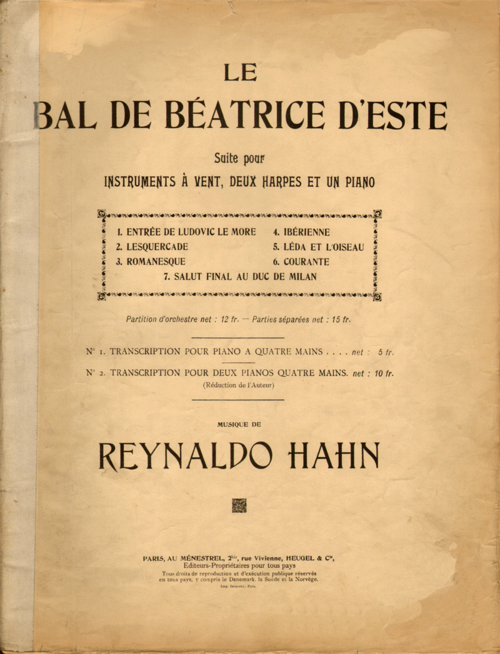 LE
BAL DE BÉATRICE D'ESTE
Suite pour
INSTRUMENTS À VENT, DEUX HARPES ET UN PIANO
1. ENTRÉE DE LUDOVIC LE MORE 4. IBÉRIENNE
2. LESQUERCADE 5. LÉDA ET L'OISEAU
3. ROMANESQUE 6. COURANTE
7. SALUT FINAL AU DUC DE MILAN
Partition d'orchestre net : 12 fr. — Parties séparées net : 15 fr.
N° 1. TRANSCRIPTION POUR PIANO A QUATRE MAINS . . . . net : 5 fr.
N° 2. TRANSCRIPTION POUR DEUX PIANOS QUATRE MAINS. net : 10 fr.
(Réduction de l'Auteur)
MUSIQUE DE
REYNALDO HAHN
PARIS, AU MÉNESTREL, 2bis, rue Vivienne, HEUGEL & Cie,
Editeurs-Propriétaires pour tous pays
Tous droits de reproduction et d'exécution publique réservés
en tous pays, y compris le Danemark, la Suède et la Norvège.